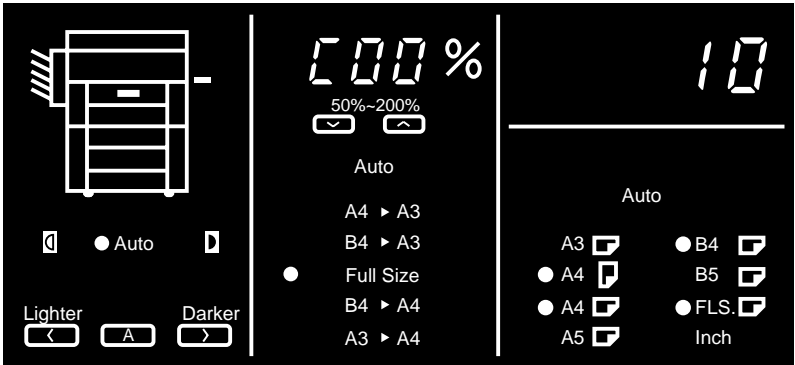 Auto
Lighter Darker
A
C00%
50%~200%
Auto
A4 ▸ A3
B4 ▸ A3
Full Size
B4 ▸ A4
A3 ▸ A4
10
Auto
A3 B4
A4 B5
A4 FLS.
A5 Inch